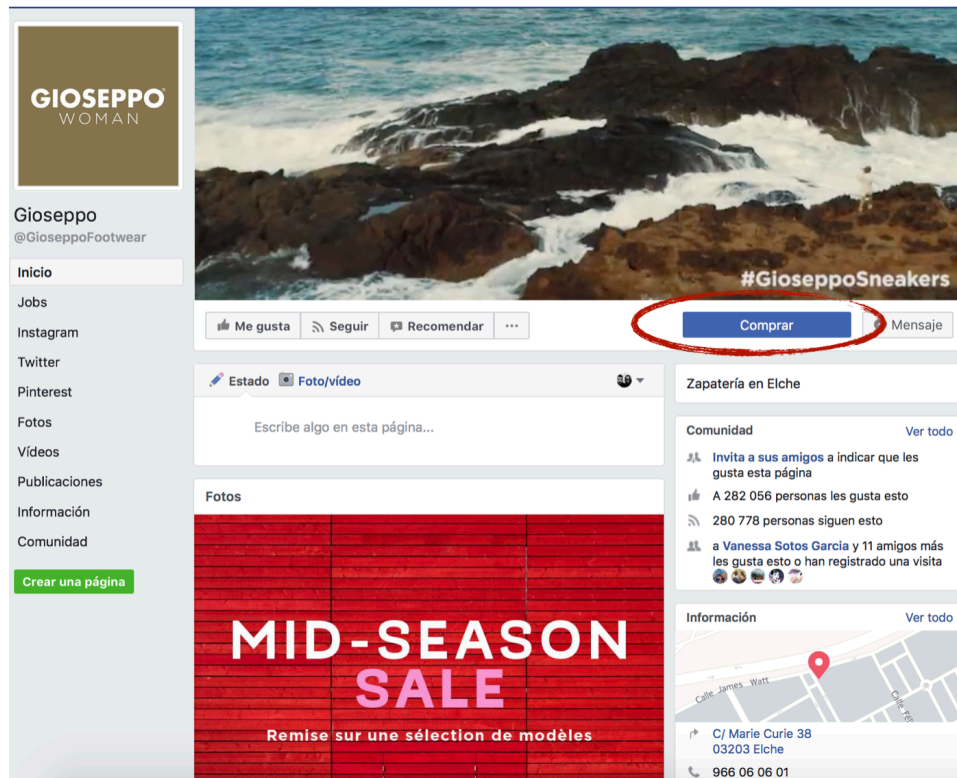 GIOSEPPO
WOMAN
Gioseppo
@GioseppoFootwear
Inicio
Jobs
Instagram
Twitter
Pinterest
Fotos
Vídeos
Publicaciones
Información
Comunidad
Crear una página
#GioseppoSneakers
Me gusta
Seguir
Recomendar
Comprar
Mensaje
Estado
Foto/vídeo
Escribe algo en esta página...
Fotos
MID-SEASON
SALE
Remise sur une sélection de modèles
Zapatería en Elche
Comunidad
Ver todo
Invita a sus amigos a indicar que les
gusta esta página
A 282 056 personas les gusta esto
280 778 personas siguen esto
a Vanessa Sotos Garcia y 11 amigos más
les gusta esto o han registrado una visita
Información
Ver todo
Calle James Watt
C/ Marie Curie 38
03203 Elche
966 06 06 01